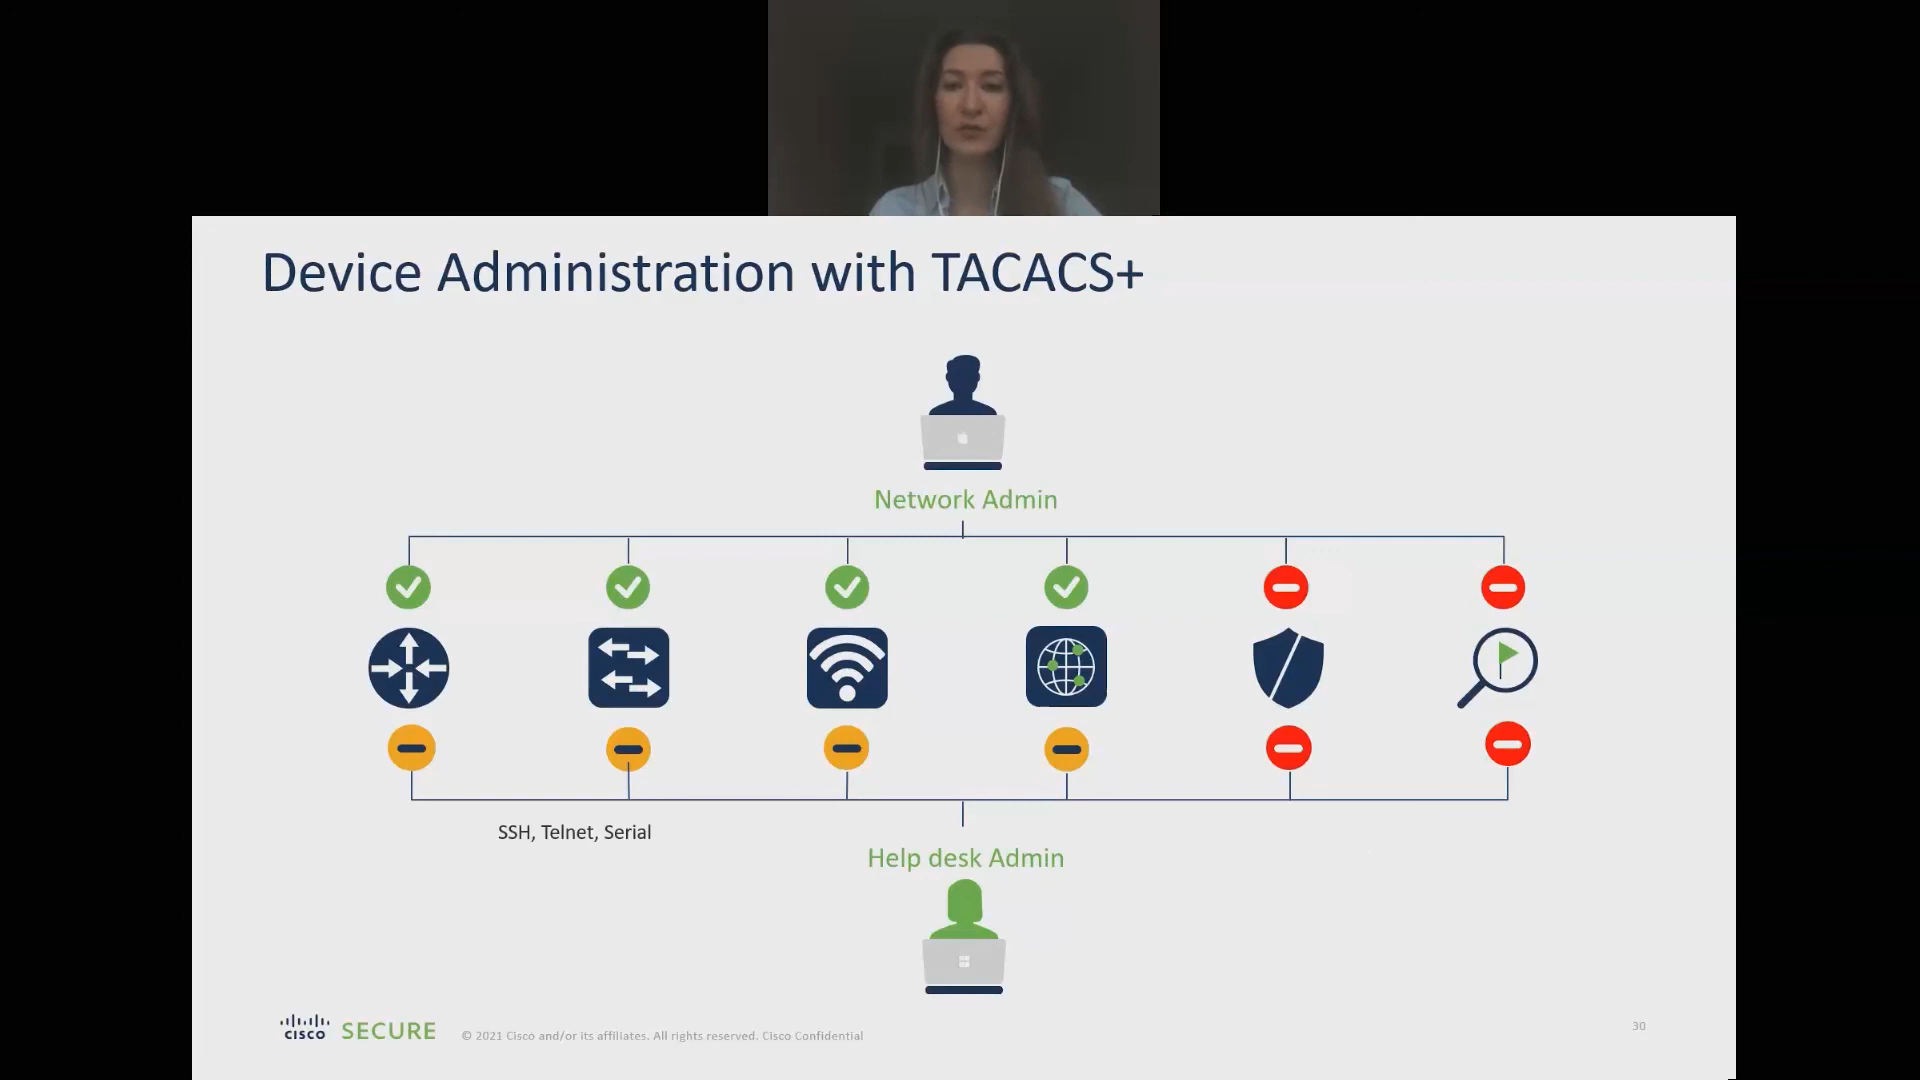 Device Administration with TACACS+
Network Admin
SSH, Telnet, Serial
Help desk Admin
CISCO SECURE
© 2021 Cisco and/or its affiliates. All rights reserved. Cisco Confidential
30